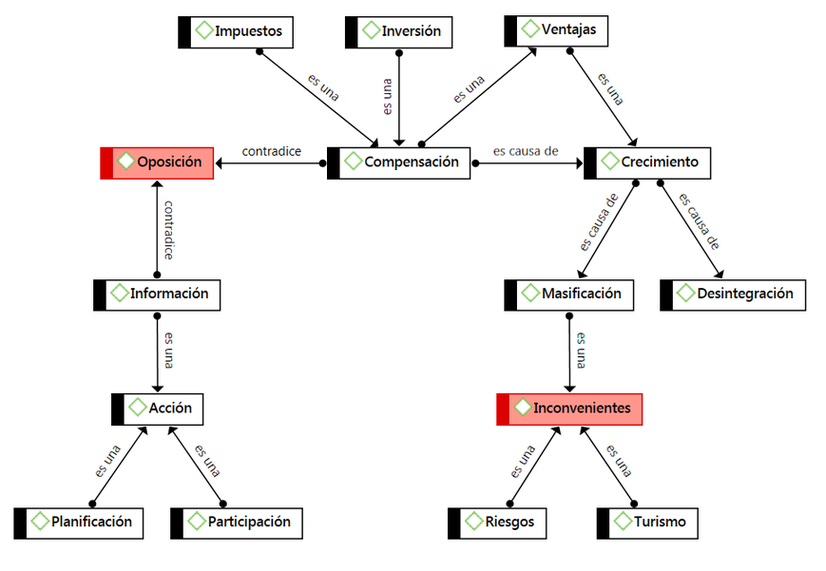 Impuestos
Inversión
Ventajas
es una
es una
es una
es una
Oposición
contradice
Compensación
es causa de
Crecimiento
contradice
es causa de
es causa de
Información
Masificación
Desintegración
es una
es una
Acción
Inconvenientes
es una
es una
es una
es una
Planificación
Participación
Riesgos
Turismo